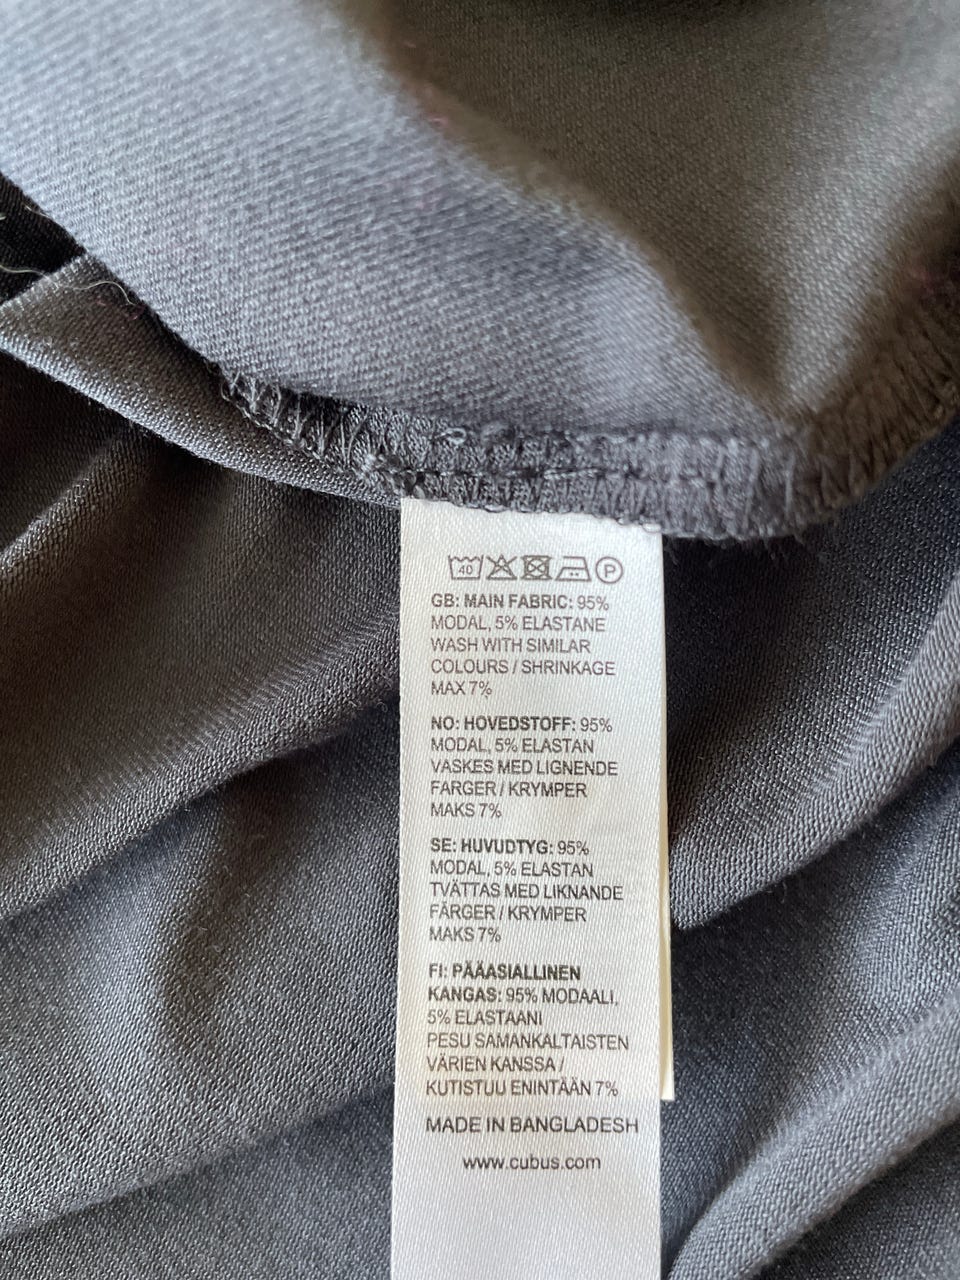 40 P
GB: MAIN FABRIC: 95%
MODAL, 5% ELASTANE
WASH WITH SIMILAR
COLOURS / SHRINKAGE
MAX 7%
NO: HOVEDSTOFF: 95%
MODAL, 5% ELASTAN
VASKES MED LIGNENDE
FARGER / KRYMPER
MAKS 7%
SE: HUVUDTYG: 95%
MODAL, 5% ELASTAN
TVÄTTAS MED LIKNANDE
FÄRGER / KRYMPER
MAKS 7%
FI: PÄÄASIALLINEN
KANGAS: 95% MODAALI,
5% ELASTAANI
PESU SAMANKALTAISTEN
VÄRIEN KANSSA /
KUTISTUU ENINTÄÄN 7%
MADE IN BANGLADESH
www.cubus.com